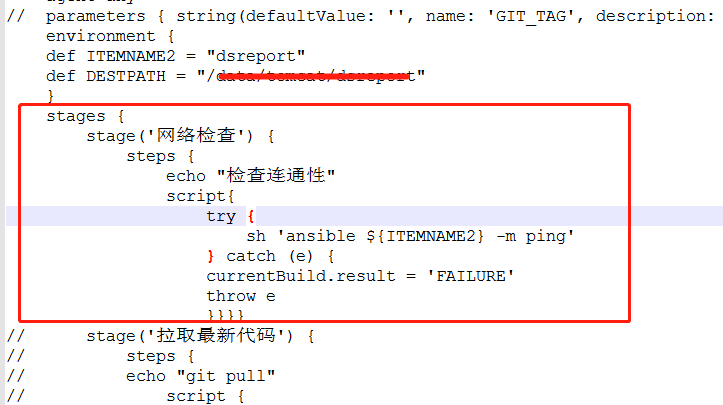 //  parameters { string(defaultValue: '', name: 'GIT_TAG', description:
environment {
def ITEMNAME2 = "dsreport"
def DESTPATH = "/
}
stages {
stage('网络检查') {
steps {
echo "检查连通性"
script{
try {
sh 'ansible ${ITEMNAME2} -m ping'
} catch (e) {
currentBuild.result = 'FAILURE'
throw e
}}}}
//      stage('拉取最新代码') {
//          steps {
//          echo "git pull"
//              script {